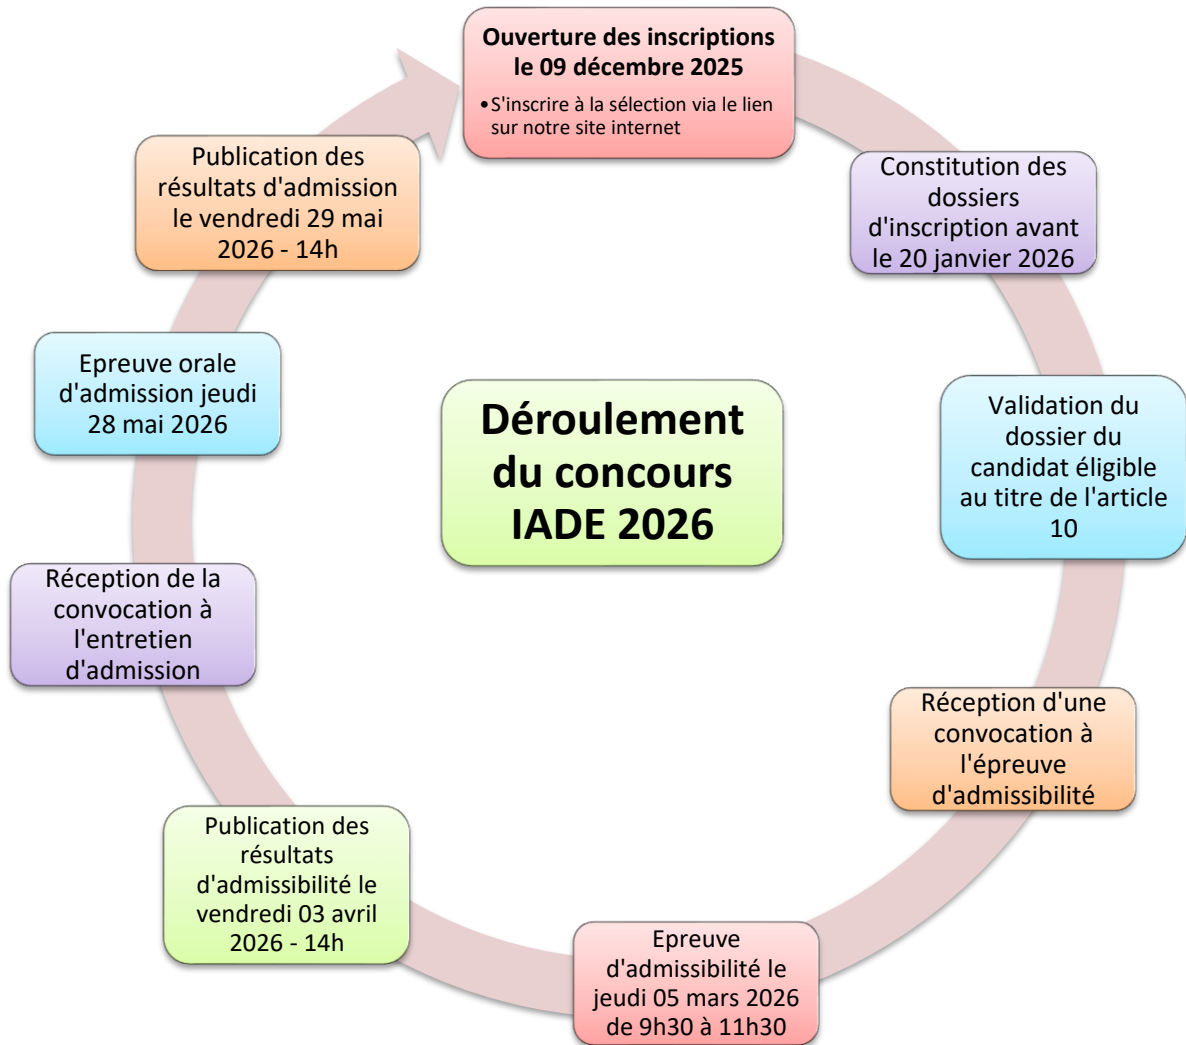 Ouverture des inscriptions
le 09 décembre 2025
•S'inscrire à la sélection via le lien
sur notre site internet
Constitution des
dossiers
d'inscription avant
le 20 janvier 2026
Validation du
dossier du
candidat éligible
au titre de l'article
10
Réception d'une
convocation à
l'épreuve
d'admissibilité
Epreuve
d'admissibilité le
jeudi 05 mars 2026
de 9h30 à 11h30
Publication des
résultats
d'admissibilité le
vendredi 03 avril
2026 - 14h
Réception de la
convocation à
l'entretien
d'admission
Epreuve orale
d'admission jeudi
28 mai 2026
Publication des
résultats d'admission
le vendredi 29 mai
2026 - 14h
Déroulement
du concours
IADE 2026